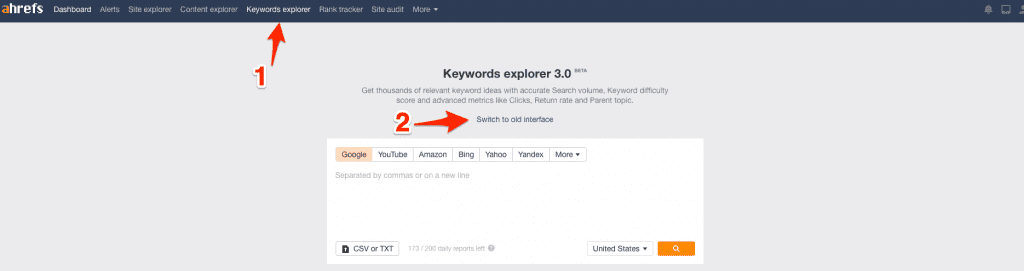 ahrefs Dashboard Alerts Site explorer Content explorer Keywords explorer Rank tracker Site audit More
1
Keywords explorer 3.0 BETA
Get thousands of relevant keyword ideas with accurate Search volume, Keyword difficulty
score and advanced metrics like Clicks, Return rate and Parent topic.
2 Switch to old interface
Google YouTube Amazon Bing Yahoo Yandex More
Separated by commas or on a new line
CSV or TXT 173 / 200 daily reports left ? United States